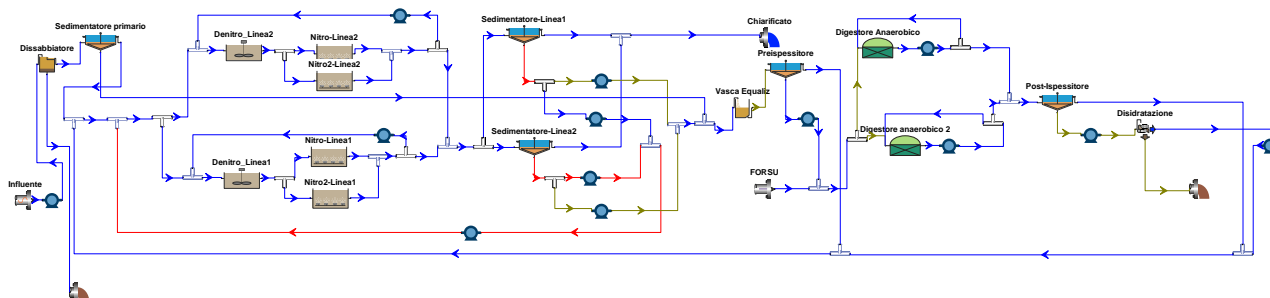 Sedimentatore primario
Dissabbiatore
Denitro_Linea2
Nitro-Linea2
Nitro2-Linea2
Sedimentatore-Linea1
Chiarificato
Preispessitore
Vasca Equaliz
Digestore Anaerobico
Post-Ispessitore
Disidratazione
Influente
Denitro_Linea1
Nitro-Linea1
Nitro2-Linea1
Sedimentatore-Linea2
FORSU
Digestore anaerobico 2